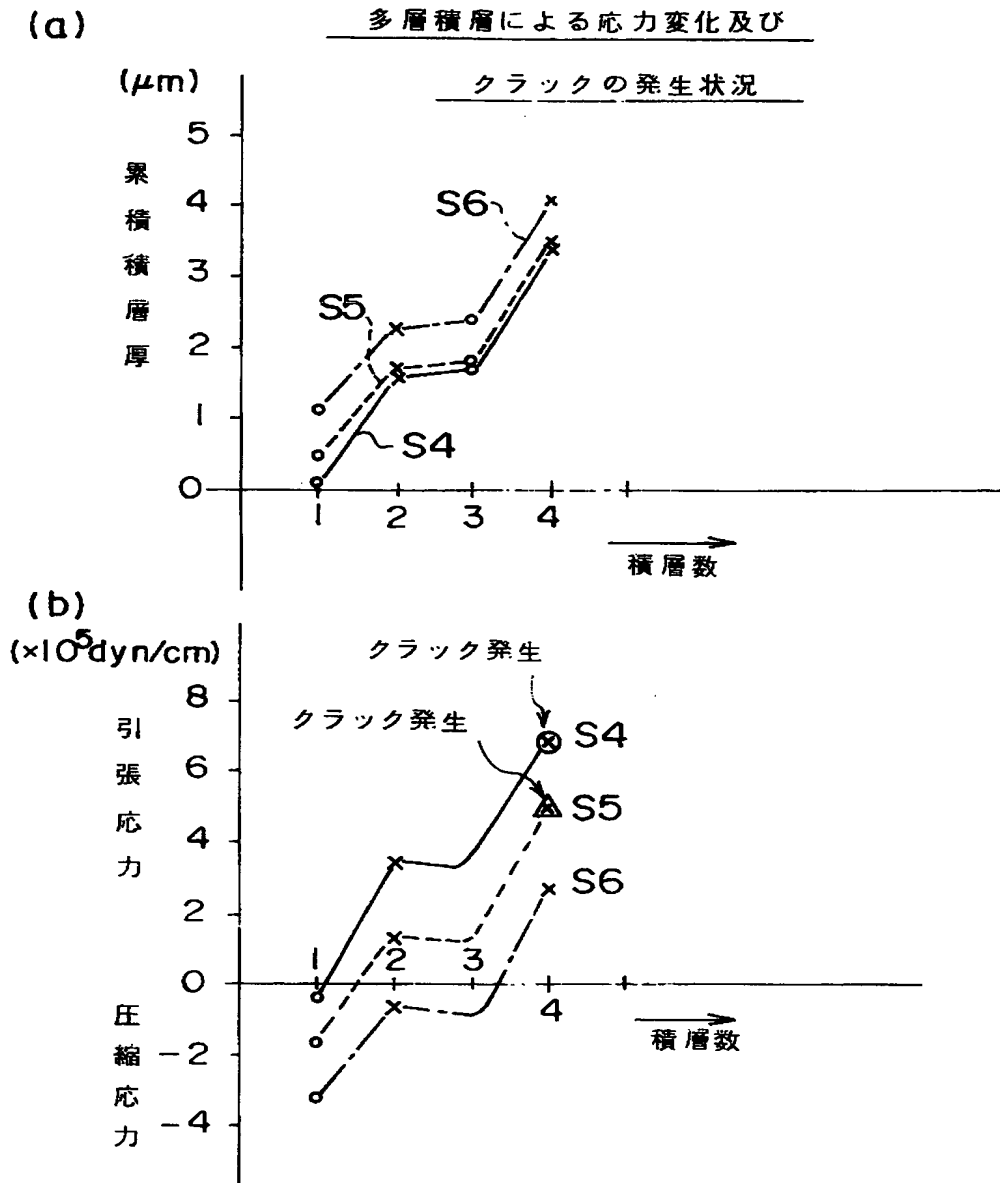 (a)
多層積層による応力変化及び
クラックの発生状況
(μm)
累積積層厚
5
4
3
2
1
0
S6
S5
S4
1 2 3 4
積層数
(b)
(×10⁵dyn/cm)
引張応力
圧縮応力
8
6
4
2
0
-2
-4
クラック発生
クラック発生
S4
S5
S6
1 2 3 4
積層数